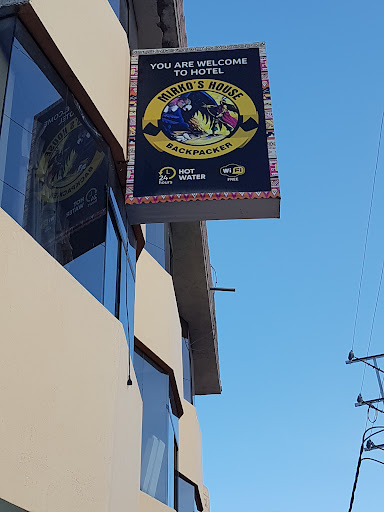 YOU ARE WELCOME
TO HOTEL
MIRKO'S HOUSE
BACKPACKER
24 hours
HOT
WATER
WiFi
FREE